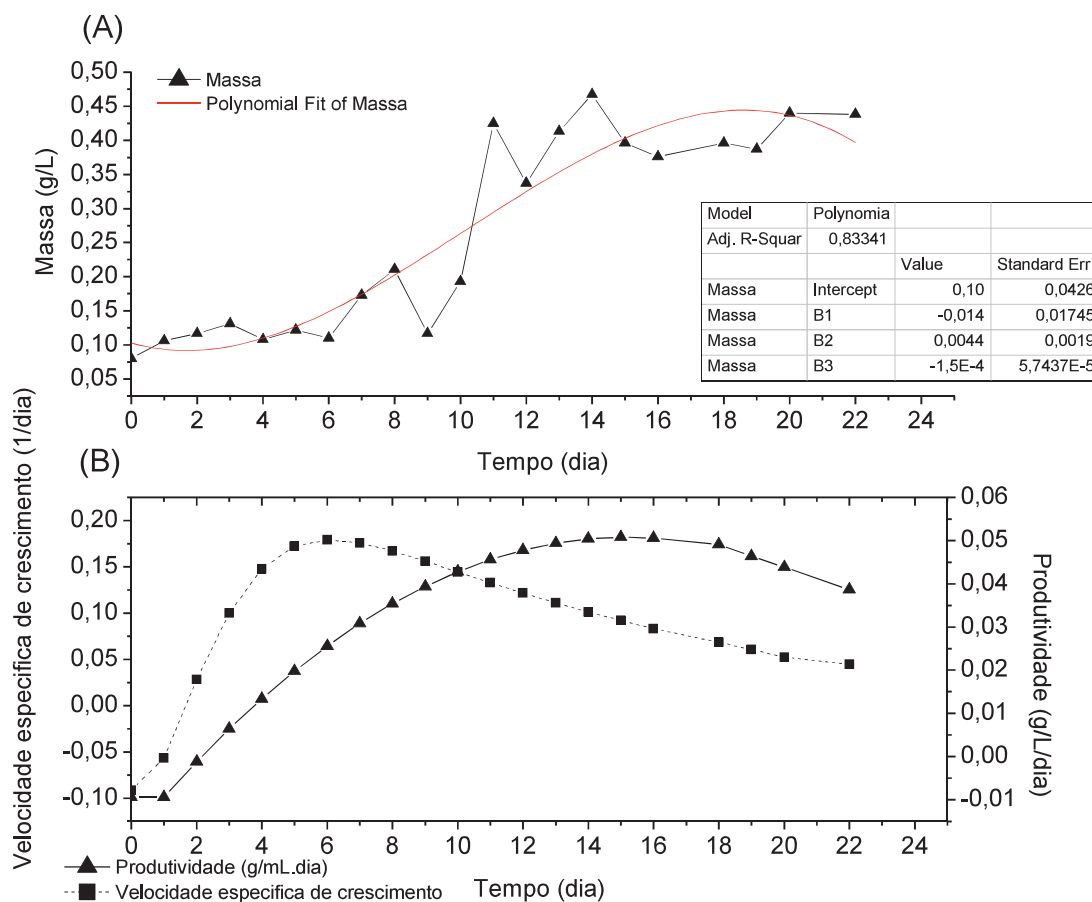 (A)
Massa
Polynomial Fit of Massa
0,50
0,45
0,40
0,35
0,30
0,25
0,20
0,15
0,10
0,05
Massa (g/L)
Model Polynomia
Adj. R-Squar 0,83341
Value Standard Err
Massa Intercept 0,10 0,0426
Massa B1 -0,014 0,01745
Massa B2 0,0044 0,0019
Massa B3 -1,5E-4 5,7437E-5
0 2 4 6 8 10 12 14 16 18 20 22 24
Tempo (dia)
(B)
0,20
0,15
0,10
0,05
0,00
-0,05
-0,10
Velocidade especifica de crescimento (1/dia)
0,06
0,05
0,04
0,03
0,02
0,01
0,00
-0,01
Produtividade (g/L/dia)
0 2 4 6 8 10 12 14 16 18 20 22 24
Tempo (dia)
Produtividade (g/mL.dia)
Velocidade especifica de crescimento